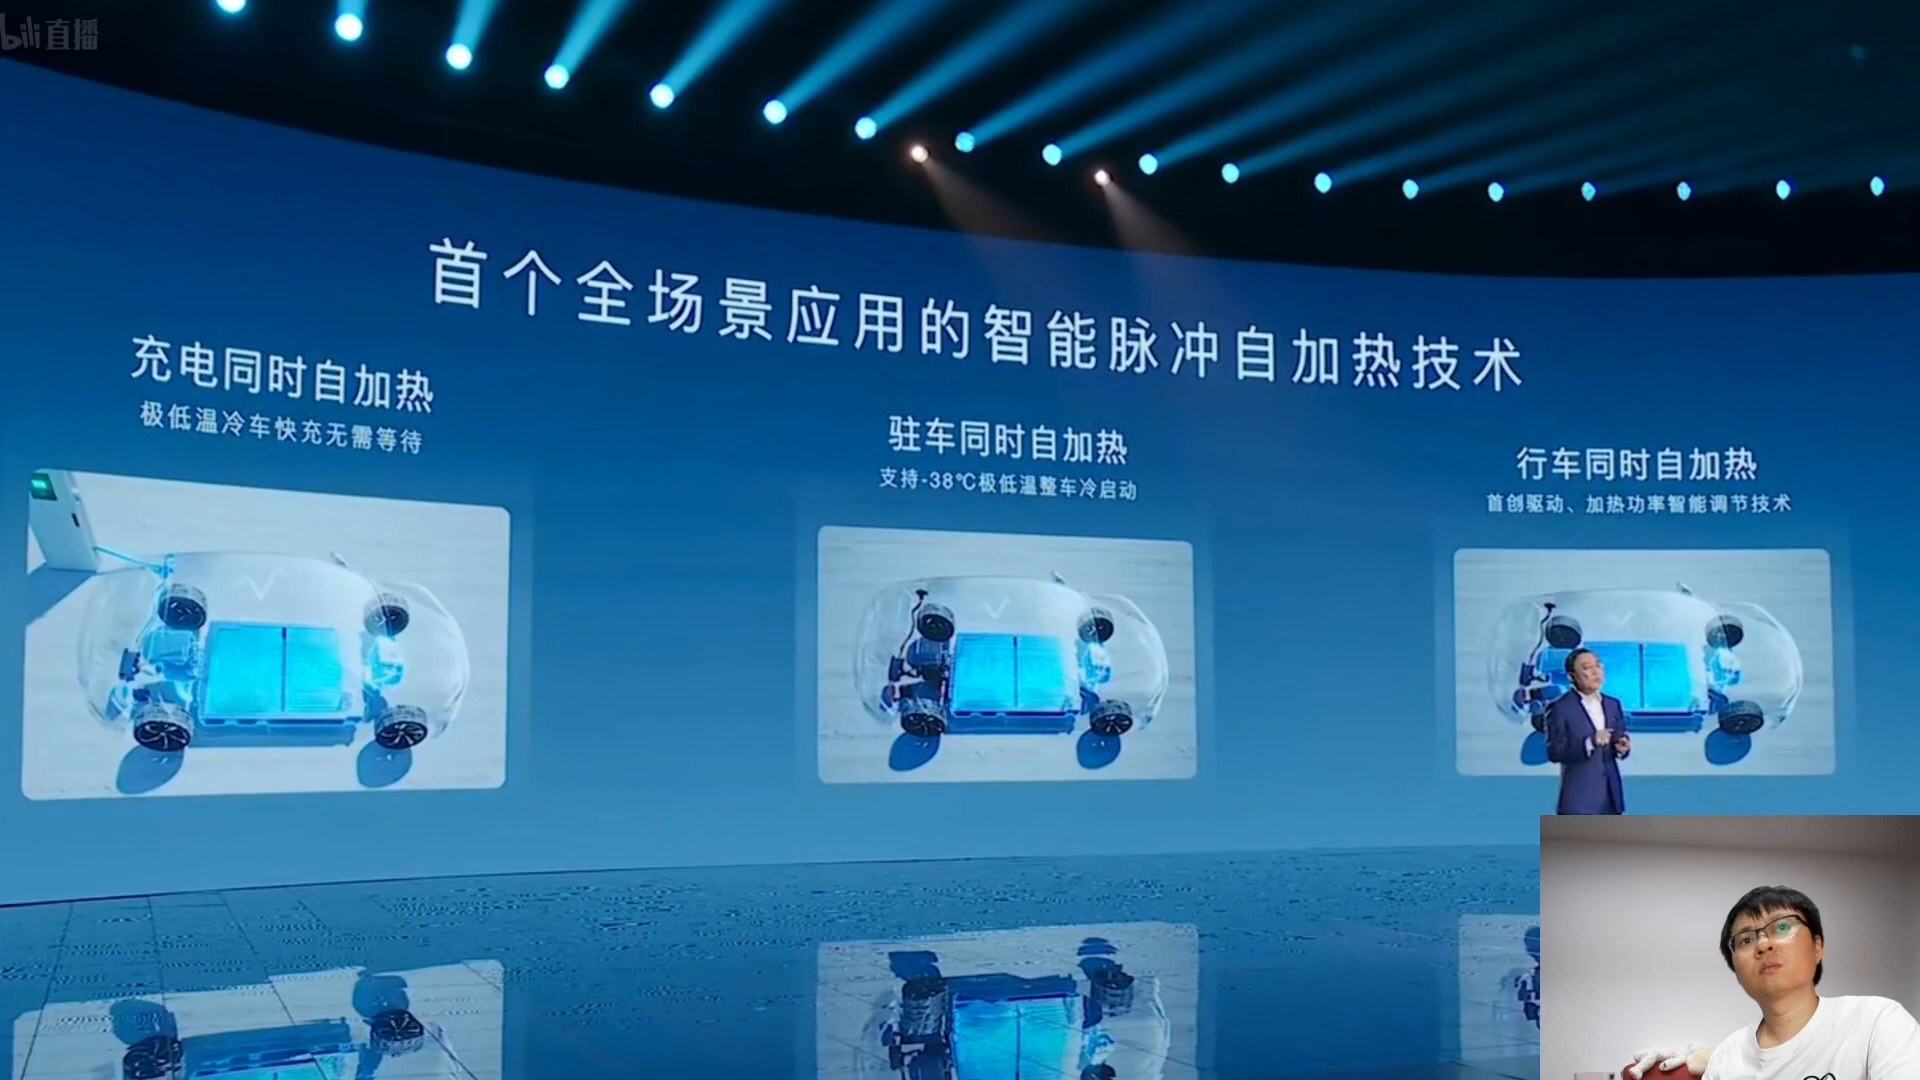 bili直播
首个全场景应用的智能脉冲自加热技术
充电同时自加热
极低温冷车快充无需等待
驻车同时自加热
支持-38℃极低温整车冷启动
行车同时自加热
首创驱动、加热功率智能调节技术